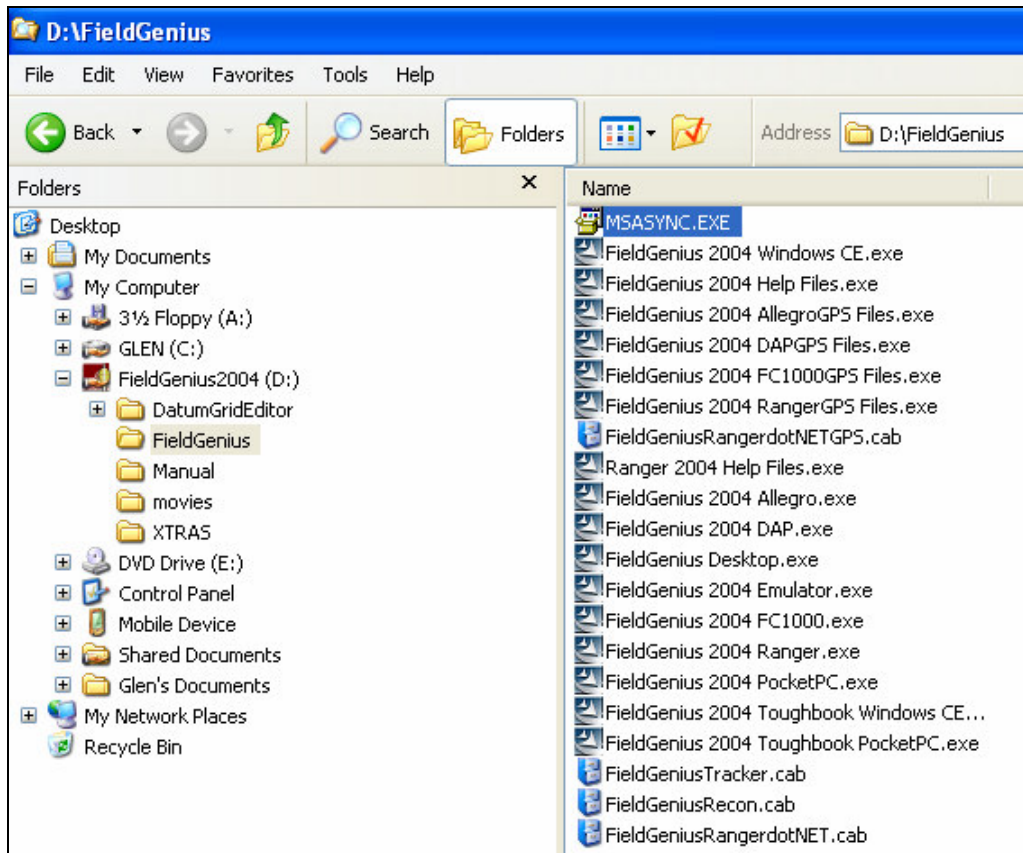 D:\FieldGenius
File Edit View Favorites Tools Help
Back Search Folders Address D:\FieldGenius
Folders x
Desktop
My Documents
My Computer
3½ Floppy (A:)
GLEN (C:)
FieldGenius2004 (D:)
DatumGridEditor
FieldGenius
Manual
movies
XTRAS
DVD Drive (E:)
Control Panel
Mobile Device
Shared Documents
Glen's Documents
My Network Places
Recycle Bin
Name
MSASYNC.EXE
FieldGenius 2004 Windows CE.exe
FieldGenius 2004 Help Files.exe
FieldGenius 2004 AllegroGPS Files.exe
FieldGenius 2004 DAPGPS Files.exe
FieldGenius 2004 FC1000GPS Files.exe
FieldGenius 2004 RangerGPS Files.exe
FieldGeniusRangerdotNETGPS.cab
Ranger 2004 Help Files.exe
FieldGenius 2004 Allegro.exe
FieldGenius 2004 DAP.exe
FieldGenius Desktop.exe
FieldGenius 2004 Emulator.exe
FieldGenius 2004 FC1000.exe
FieldGenius 2004 Ranger.exe
FieldGenius 2004 PocketPC.exe
FieldGenius 2004 Toughbook Windows CE...
FieldGenius 2004 Toughbook PocketPC.exe
FieldGeniusTracker.cab
FieldGeniusRecon.cab
FieldGeniusRangerdotNET.cab